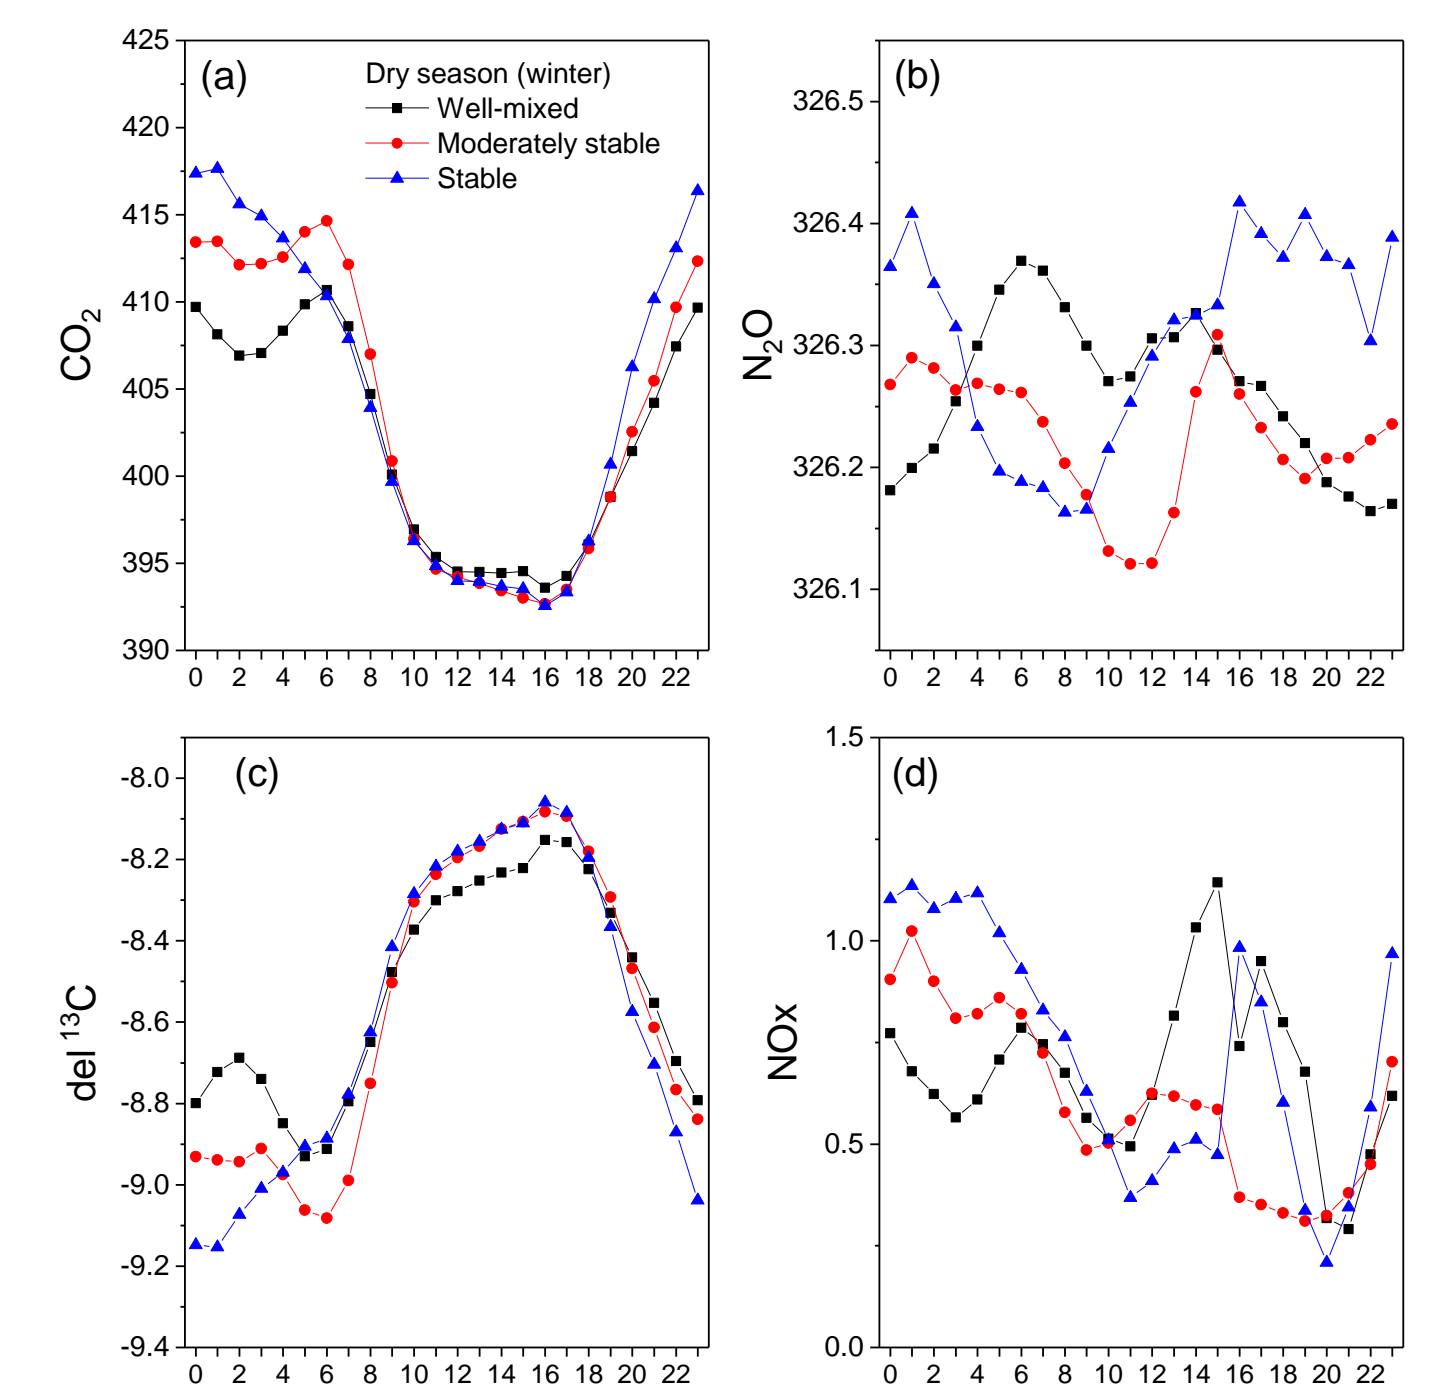 (a)
Dry season (winter)
Well-mixed
Moderately stable
Stable
425
420
415
410
405
400
395
390
CO₂
0 2 4 6 8 10 12 14 16 18 20 22
(b)
326.5
326.4
326.3
326.2
326.1
N₂O
0 2 4 6 8 10 12 14 16 18 20 22
(c)
-8.0
-8.2
-8.4
-8.6
-8.8
-9.0
-9.2
-9.4
del ¹³C
0 2 4 6 8 10 12 14 16 18 20 22
(d)
1.5
1.0
0.5
0.0
NOx
0 2 4 6 8 10 12 14 16 18 20 22